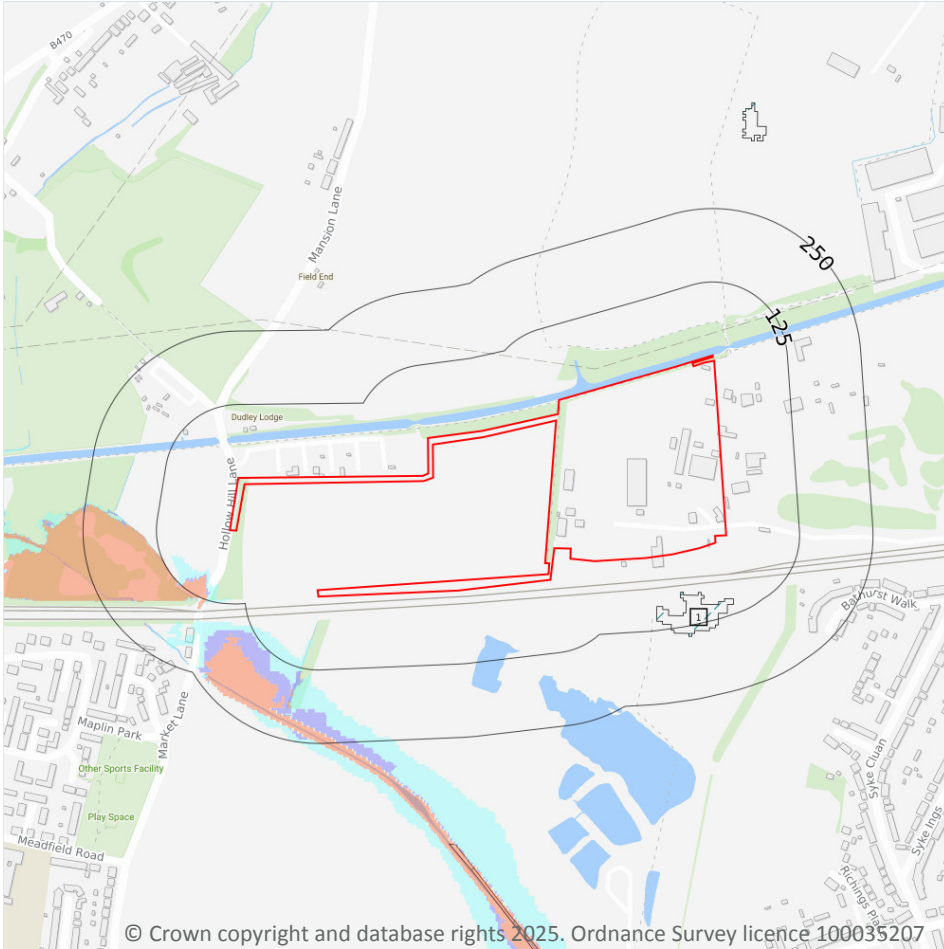 B470
Mansion Lane
Field End
250
125
Dudley Lodge
Hollow Hill Lane
1
Bathurst Walk
Maplin Park
Market Lane
Other Sports Facility
Syke Cluan
Play Space
Syke Ings
Meadfield Road
Richings Pla
© Crown copyright and database rights 2025. Ordnance Survey licence 100035207